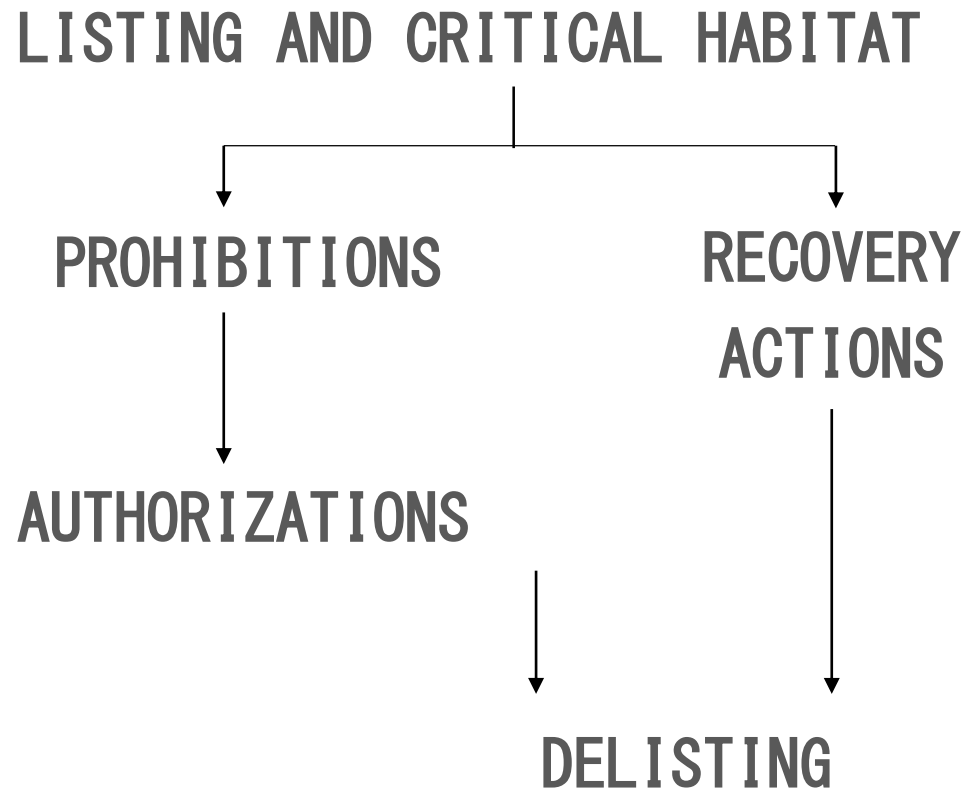 LISTING AND CRITICAL HABITAT
PROHIBITIONS
RECOVERY
ACTIONS
AUTHORIZATIONS
DELISTING